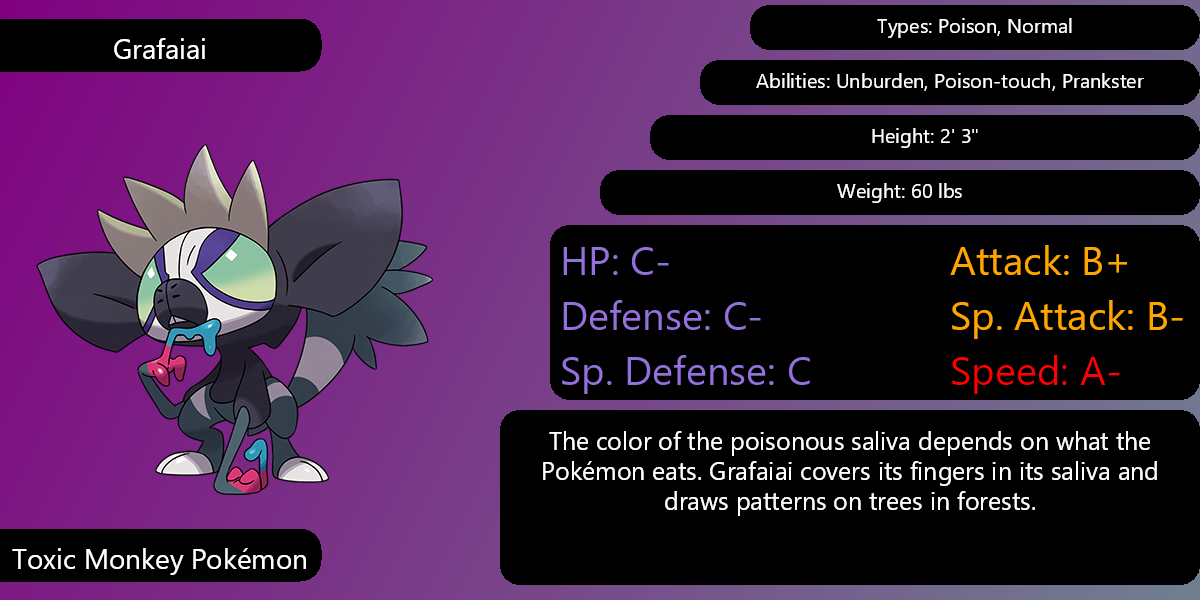 Grafaiai
Types: Poison, Normal
Abilities: Unburden, Poison-touch, Prankster
Height: 2' 3"
Weight: 60 lbs
HP: C-
Attack: B+
Defense: C-
Sp. Attack: B-
Sp. Defense: C
Speed: A-
The color of the poisonous saliva depends on what the
Pokémon eats. Grafaiai covers its fingers in its saliva and
draws patterns on trees in forests.
Toxic Monkey Pokémon